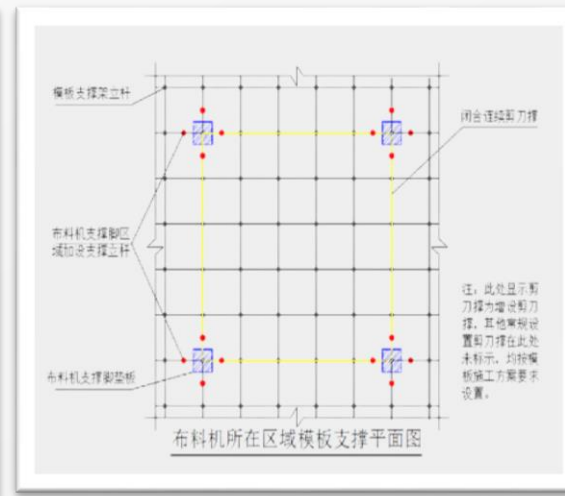 模板支撑架立杆
闭合连续剪刀撑
布料机支撑脚区
域加设支撑立杆
注：此处显示剪
刀撑为增设剪刀
撑，其他常规设
置剪刀撑在此处
未标示，均按模
板施工方案要求
设置。
布料机支撑脚垫板
布料机所在区域模板支撑平面图